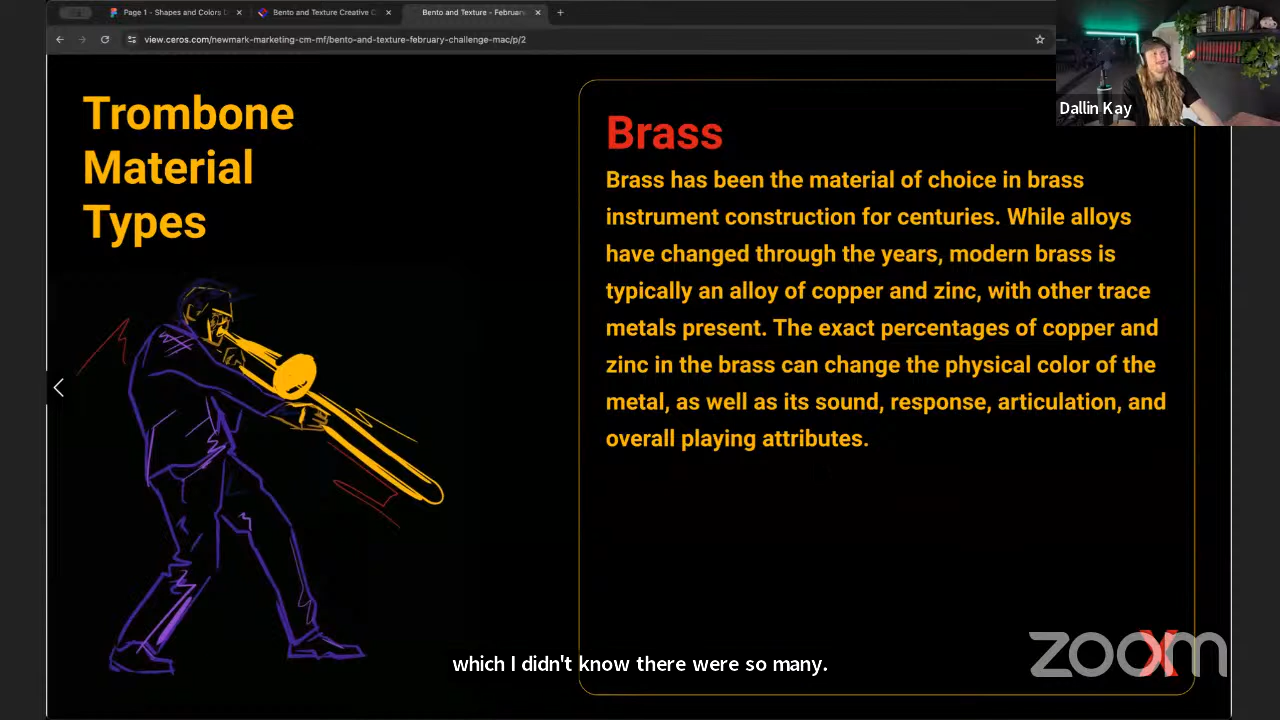 Page 1 - Shapes and Colors D
Bento and Texture Creative C
Bento and Texture - February
view.ceros.com/newmark-marketing-cm-mf/bento-and-texture-february-challenge-mac/p/2
Dallin Kay
Trombone
Material
Types
Brass
Brass has been the material of choice in brass
instrument construction for centuries. While alloys
have changed through the years, modern brass is
typically an alloy of copper and zinc, with other trace
metals present. The exact percentages of copper and
zinc in the brass can change the physical color of the
metal, as well as its sound, response, articulation, and
overall playing attributes.
X
zoom
which I didn't know there were so many.